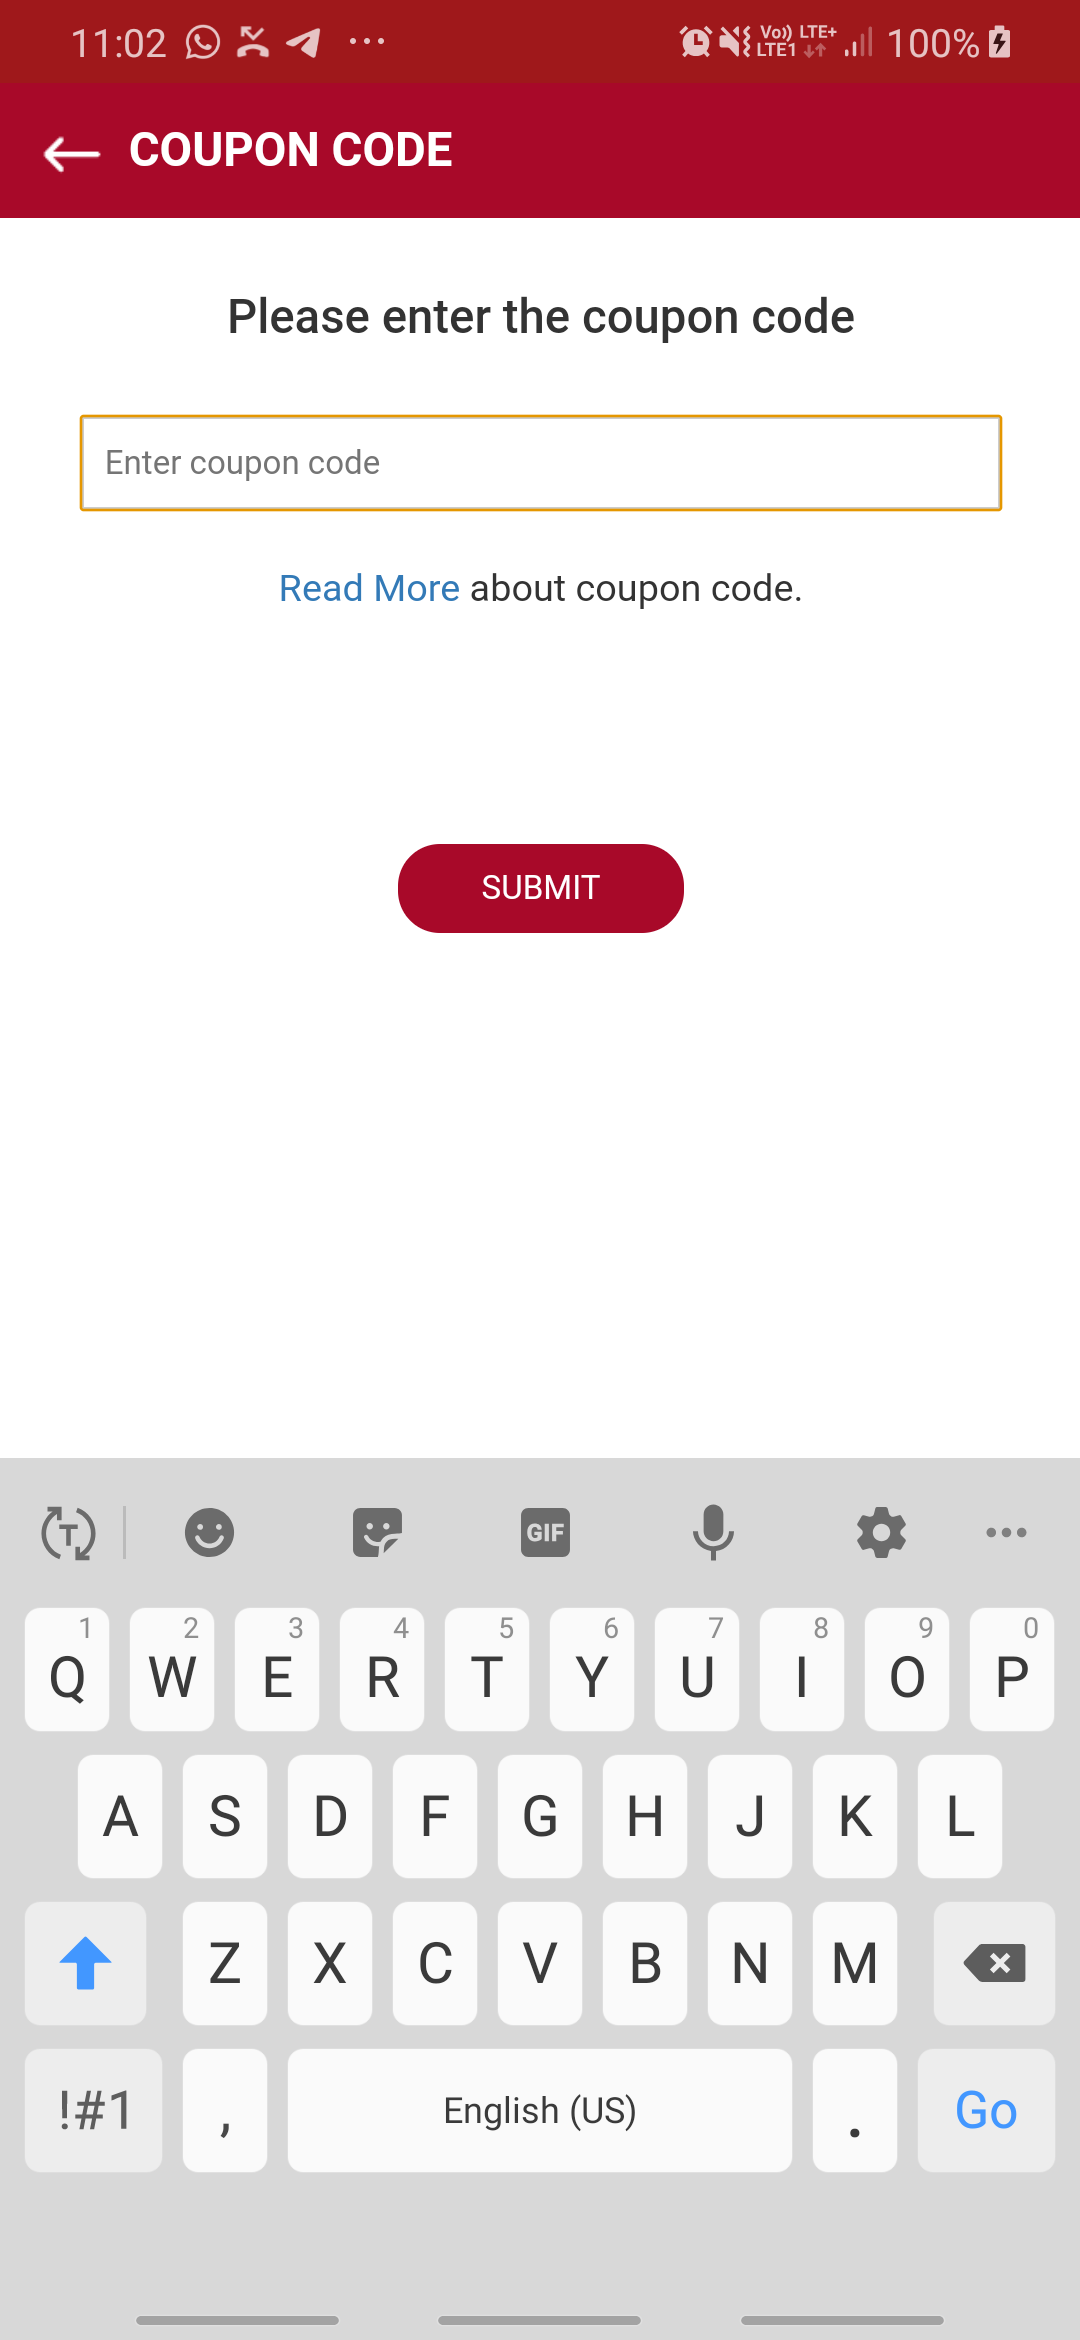 11:02 Vo)) LTE+ LTE1 100%
COUPON CODE
Please enter the coupon code
Enter coupon code
Read More about coupon code.
SUBMIT
T GIF
1 2 3 4 5 6 7 8 9 0
Q W E R T Y U I O P
A S D F G H J K L
Z X C V B N M
!#1 , English (US) . Go